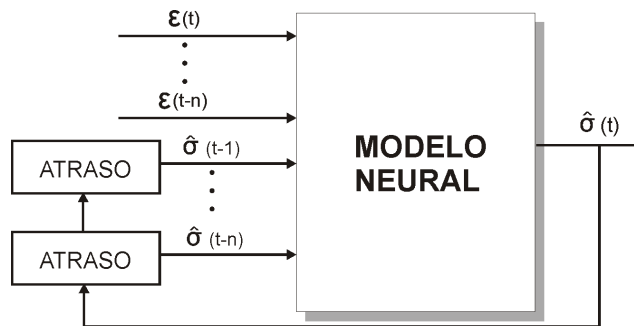 ε(t)
ε(t-n)
σ̂ (t-1)
σ̂ (t-n)
ATRASO
ATRASO
MODELO
NEURAL
σ̂ (t)